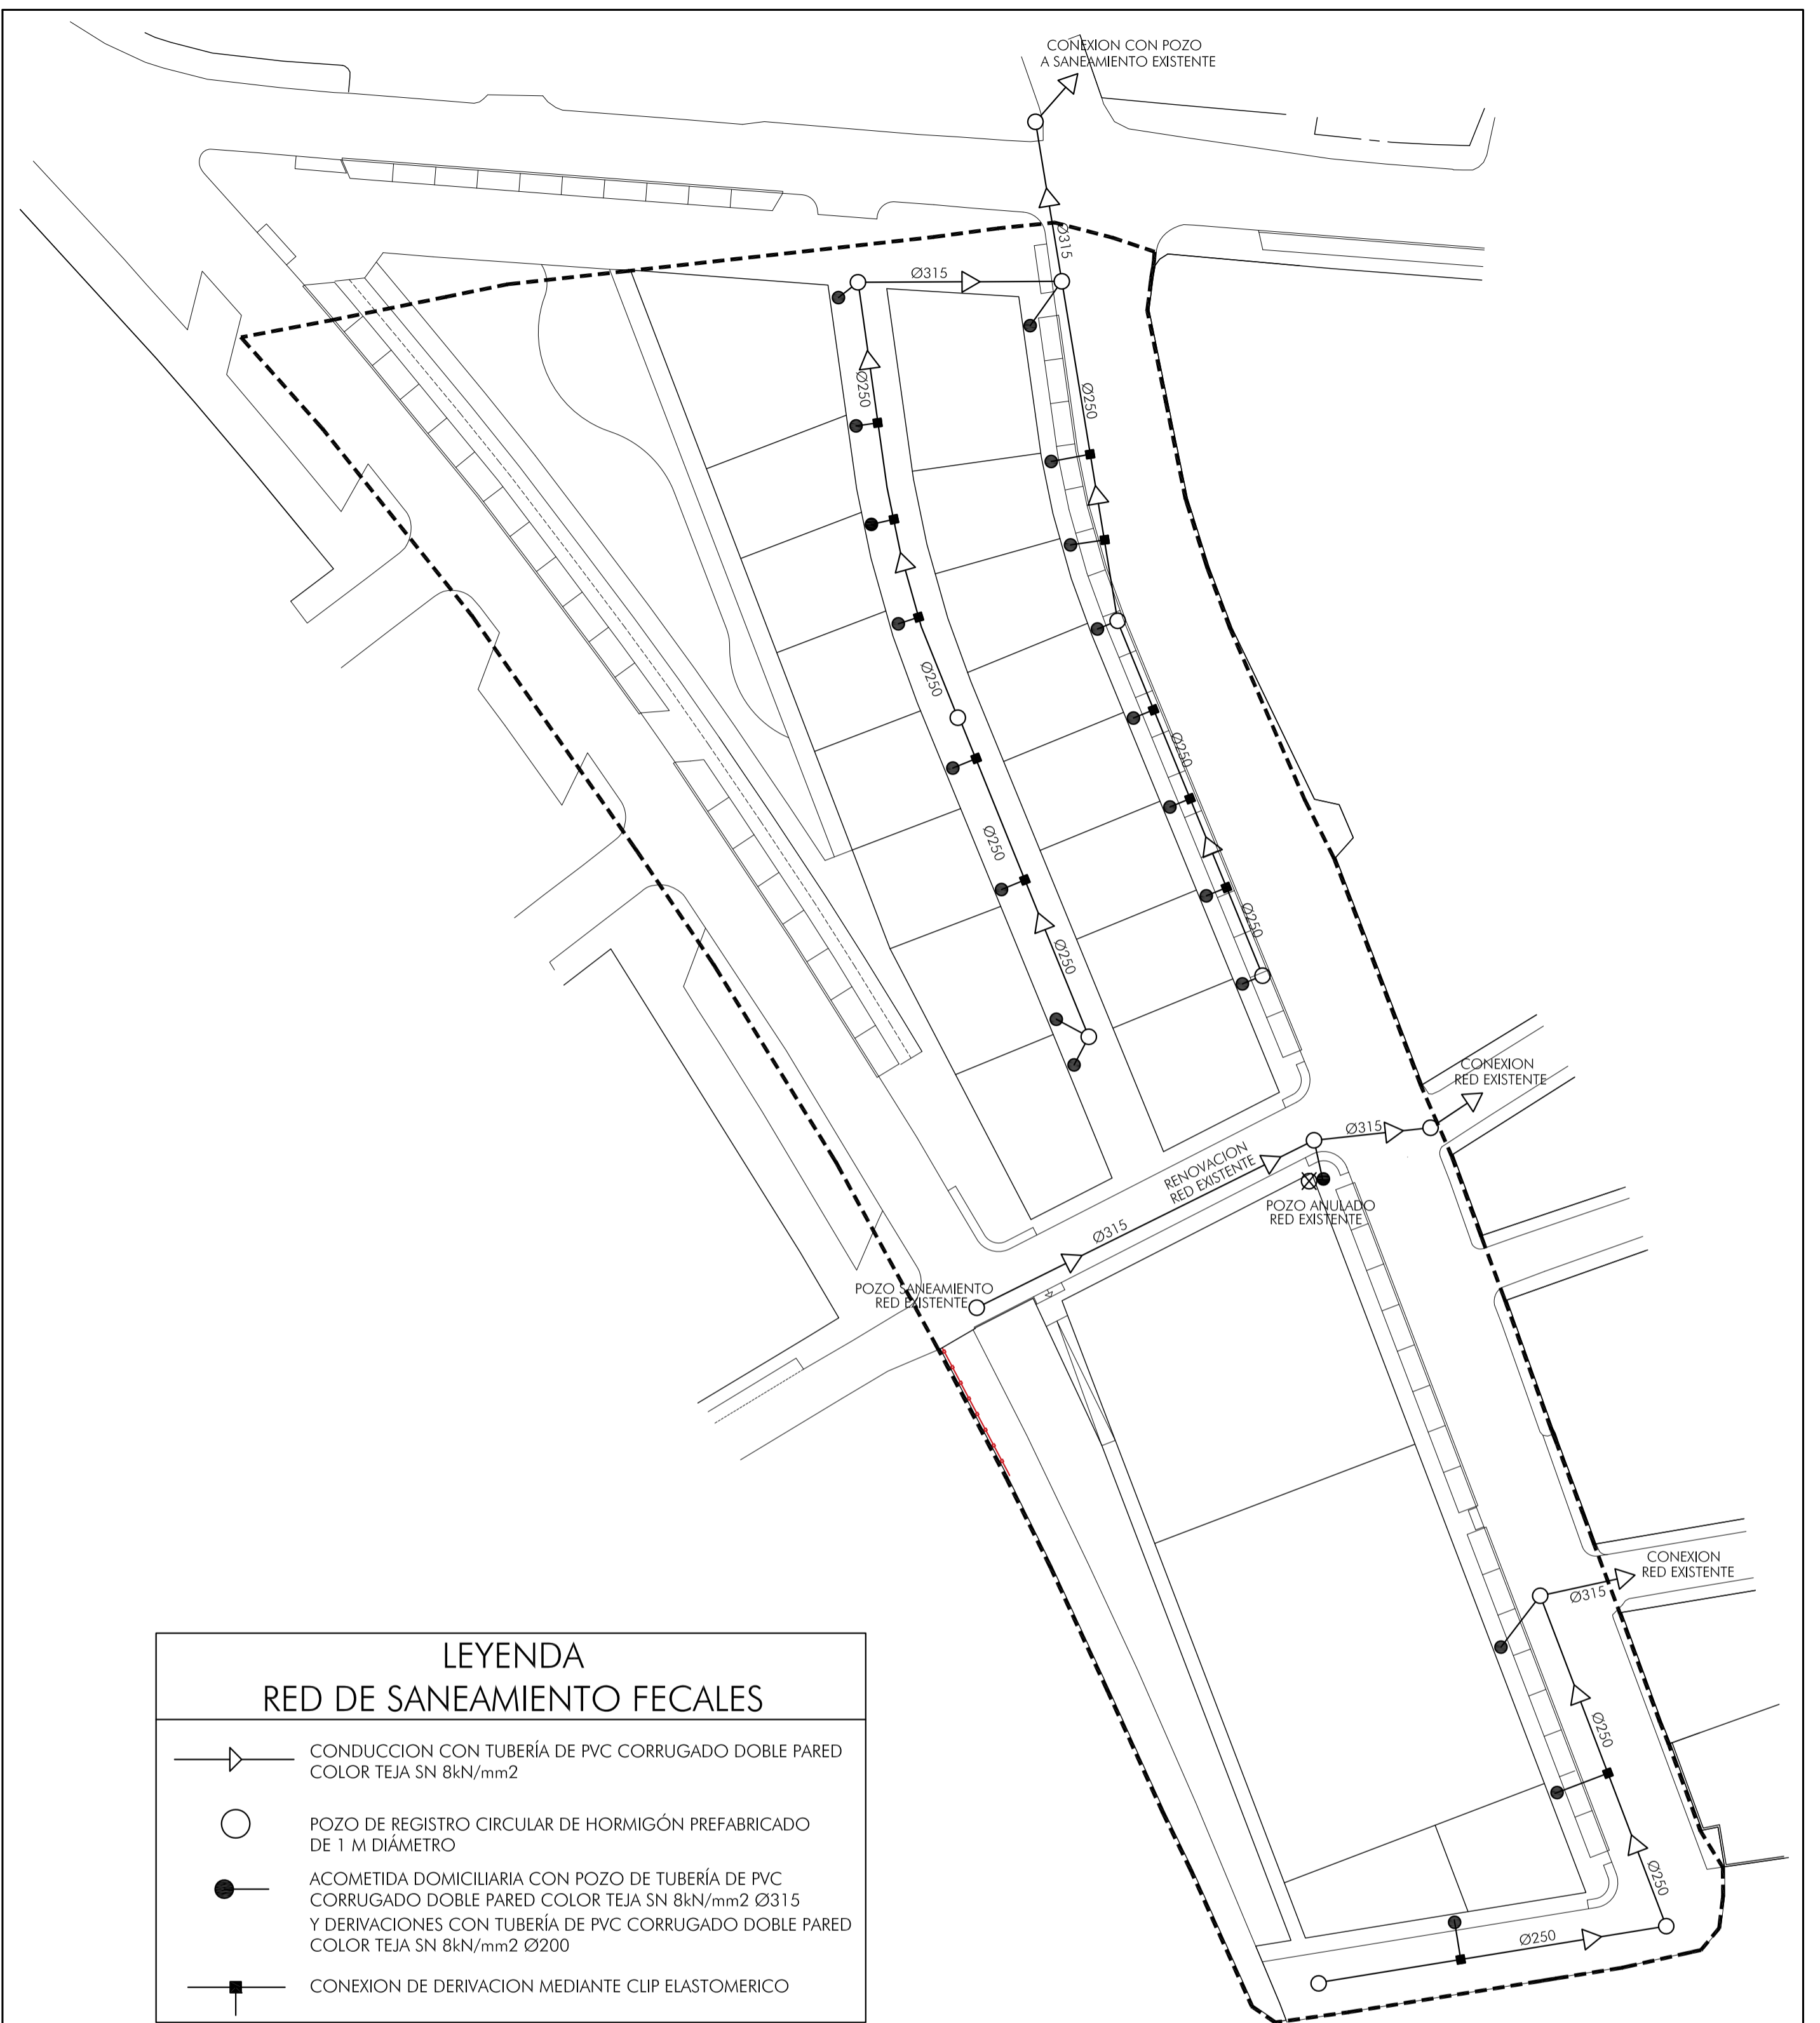 CONEXION CON POZO
A SANEAMIENTO EXISTENTE
Ø315
Ø315
Ø250
Ø250
Ø250
Ø250
Ø250
Ø250
Ø250
CONEXION
RED EXISTENTE
Ø315
RENOVACION
RED EXISTENTE
POZO ANULADO
RED EXISTENTE
Ø315
POZO SANEAMIENTO
RED EXISTENTE
CONEXION
RED EXISTENTE
Ø315
Ø250
Ø250
Ø250
LEYENDA
RED DE SANEAMIENTO FECALES
CONDUCCION CON TUBERÍA DE PVC CORRUGADO DOBLE PARED
COLOR TEJA SN 8kN/mm2
POZO DE REGISTRO CIRCULAR DE HORMIGÓN PREFABRICADO
DE 1 M DIÁMETRO
ACOMETIDA DOMICILIARIA CON POZO DE TUBERÍA DE PVC
CORRUGADO DOBLE PARED COLOR TEJA SN 8kN/mm2 Ø315
Y DERIVACIONES CON TUBERÍA DE PVC CORRUGADO DOBLE PARED
COLOR TEJA SN 8kN/mm2 Ø200
CONEXION DE DERIVACION MEDIANTE CLIP ELASTOMERICO